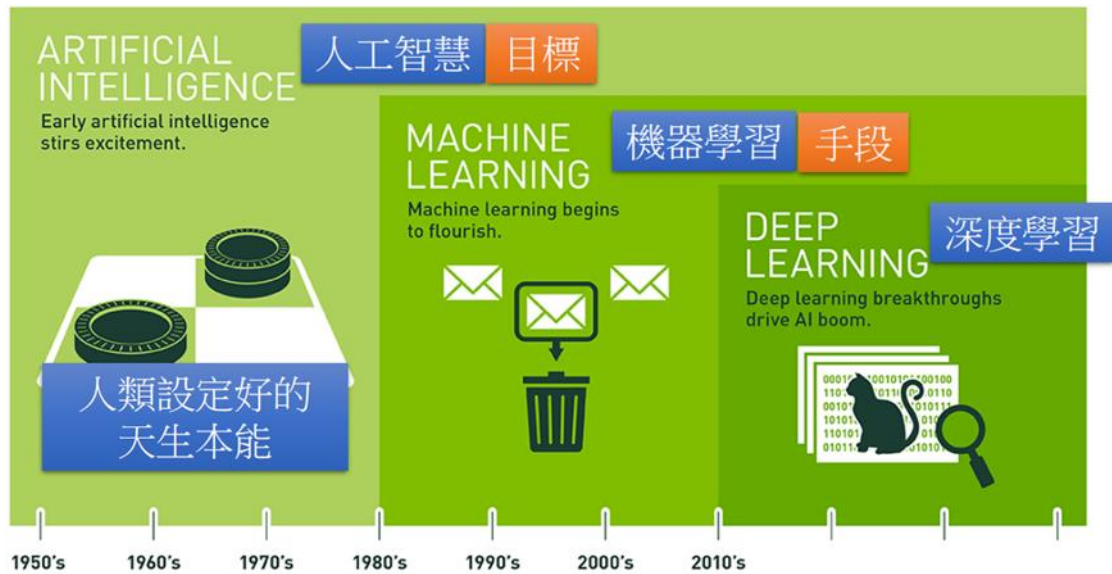 ARTIFICIAL
INTELLIGENCE
人工智慧
目標
Early artificial intelligence
stirs excitement.
人類設定好的
天生本能
MACHINE
LEARNING
機器學習
手段
Machine learning begins
to flourish.
DEEP
LEARNING
深度學習
Deep learning breakthroughs
drive AI boom.
1950's
1960's
1970's
1980's
1990's
2000's
2010's